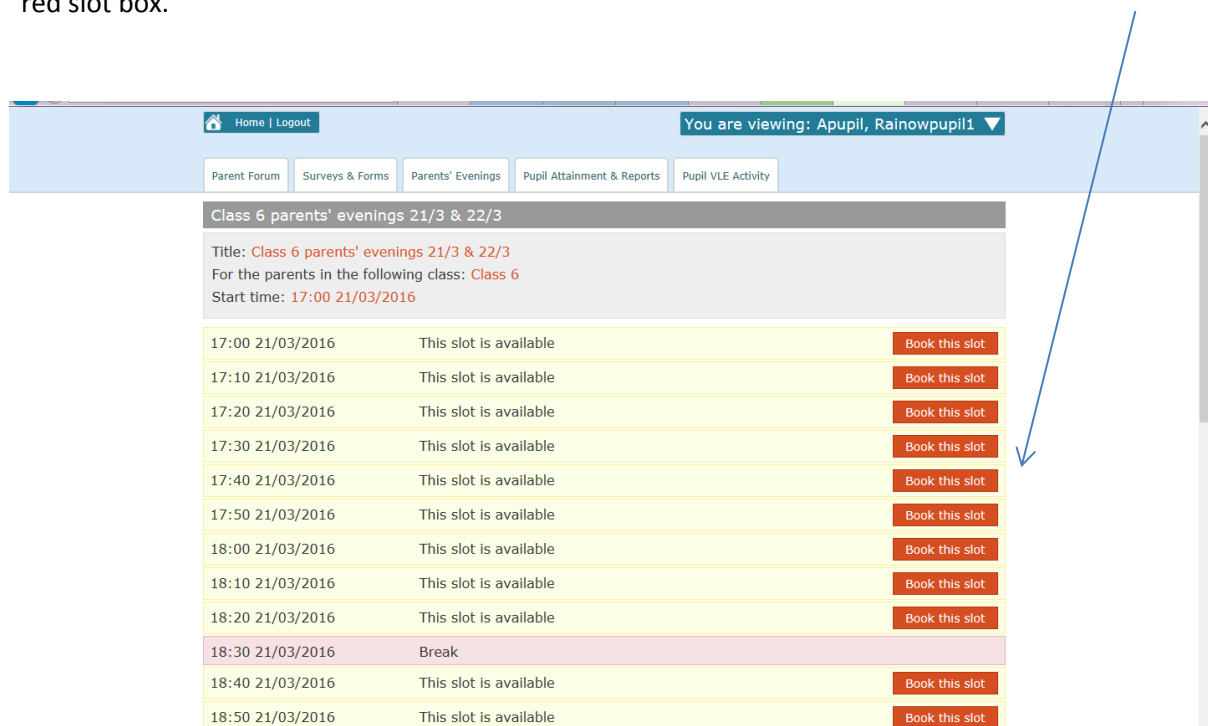 red slot box.
Home | Logout
You are viewing: Apupil, Rainowpupil1
Parent Forum
Surveys & Forms
Parents' Evenings
Pupil Attainment & Reports
Pupil VLE Activity
Class 6 parents' evenings 21/3 & 22/3
Title: Class 6 parents' evenings 21/3 & 22/3
For the parents in the following class: Class 6
Start time: 17:00 21/03/2016
17:00 21/03/2016 This slot is available Book this slot
17:10 21/03/2016 This slot is available Book this slot
17:20 21/03/2016 This slot is available Book this slot
17:30 21/03/2016 This slot is available Book this slot
17:40 21/03/2016 This slot is available Book this slot
17:50 21/03/2016 This slot is available Book this slot
18:00 21/03/2016 This slot is available Book this slot
18:10 21/03/2016 This slot is available Book this slot
18:20 21/03/2016 This slot is available Book this slot
18:30 21/03/2016 Break
18:40 21/03/2016 This slot is available Book this slot
18:50 21/03/2016 This slot is available Book this slot